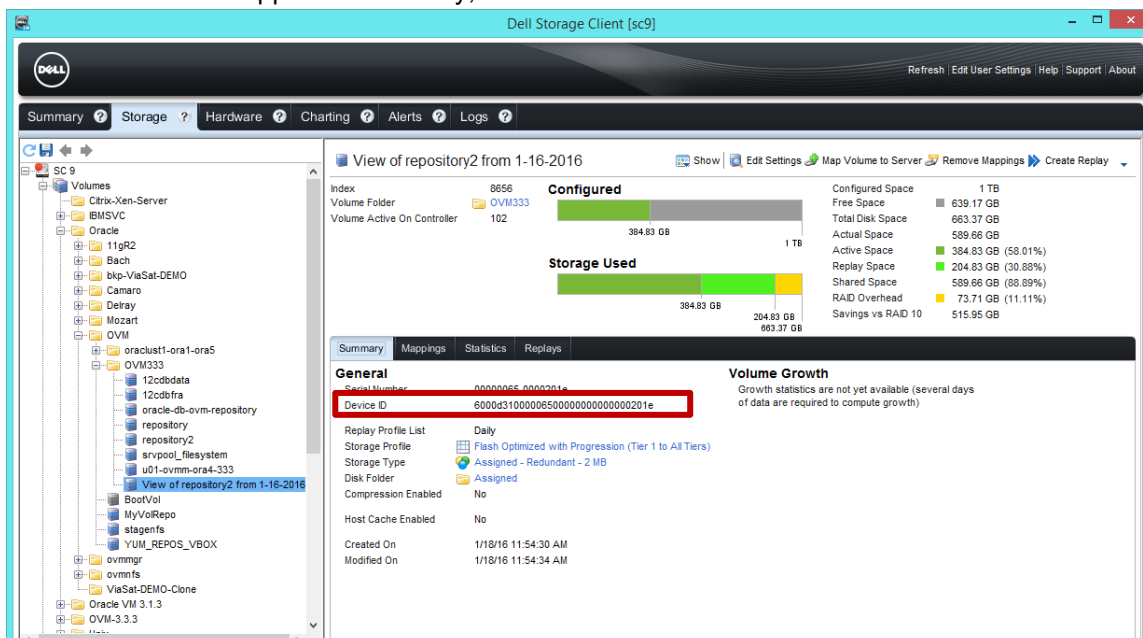 Dell Storage Client [sc9]
DELL
Refresh | Edit User Settings | Help | Support | About
Summary ? Storage ? Hardware ? Charting ? Alerts ? Logs ?
SC 9
Volumes
Citrix-Xen-Server
IBMSVC
Oracle
11gR2
Bach
bkp-ViaSat-DEMO
Camaro
Delray
Mozart
OVM
oraclust1-ora1-ora5
OVM333
12cdbdata
12cdbfra
oracle-db-ovm-repository
repository
repository2
srvpool_filesystem
u01-ovmm-ora4-333
View of repository2 from 1-16-2016
BootVol
MyVolRepo
stagenfs
YUM_REPOS_VBOX
ovmmgr
ovmnfs
ViaSat-DEMO-Clone
Oracle VM 3.1.3
OVM-3.3.3
View of repository2 from 1-16-2016
Show | Edit Settings Map Volume to Server Remove Mappings Create Replay
Index 8656
Volume Folder OVM333
Volume Active On Controller 102
Configured
384.83 GB
1 TB
Storage Used
384.83 GB
204.83 GB
663.37 GB
Configured Space 1 TB
Free Space 639.17 GB
Total Disk Space 663.37 GB
Actual Space 589.66 GB
Active Space 384.83 GB (58.01%)
Replay Space 204.83 GB (30.88%)
Shared Space 589.66 GB (88.89%)
RAID Overhead 73.71 GB (11.11%)
Savings vs RAID 10 515.95 GB
Summary Mappings Statistics Replays
General
Serial Number 00000065-0000201e
Device ID 6000d31000006500000000000000201e
Replay Profile List Daily
Storage Profile Flash Optimized with Progression (Tier 1 to All Tiers)
Storage Type Assigned - Redundant - 2 MB
Disk Folder Assigned
Compression Enabled No
Host Cache Enabled No
Created On 1/18/16 11:54:30 AM
Modified On 1/18/16 11:54:34 AM
Volume Growth
Growth statistics are not yet available (several days
of data are required to compute growth)